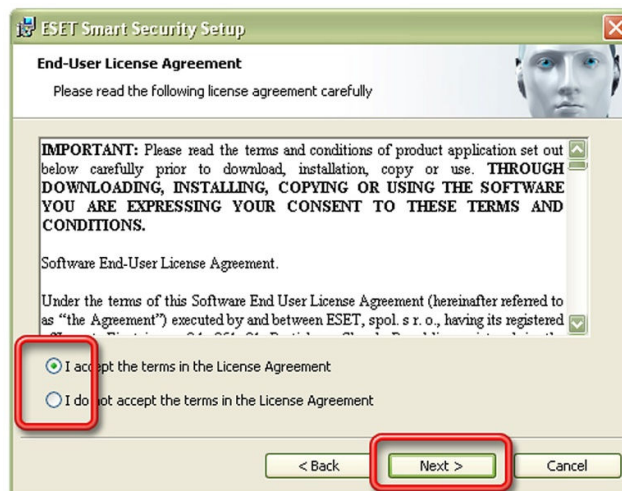 ESET Smart Security Setup
End-User License Agreement
Please read the following license agreement carefully
IMPORTANT: Please read the terms and conditions of product application set out
below carefully prior to download, installation, copy or use. THROUGH
DOWNLOADING, INSTALLING, COPYING OR USING THE SOFTWARE
YOU ARE EXPRESSING YOUR CONSENT TO THESE TERMS AND
CONDITIONS.
Software End-User License Agreement.
Under the terms of this Software End User License Agreement (hereinafter referred to
as “the Agreement”) executed by and between ESET, spol. s r. o., having its registered
I accept the terms in the License Agreement
I do not accept the terms in the License Agreement
< Back
Next >
Cancel